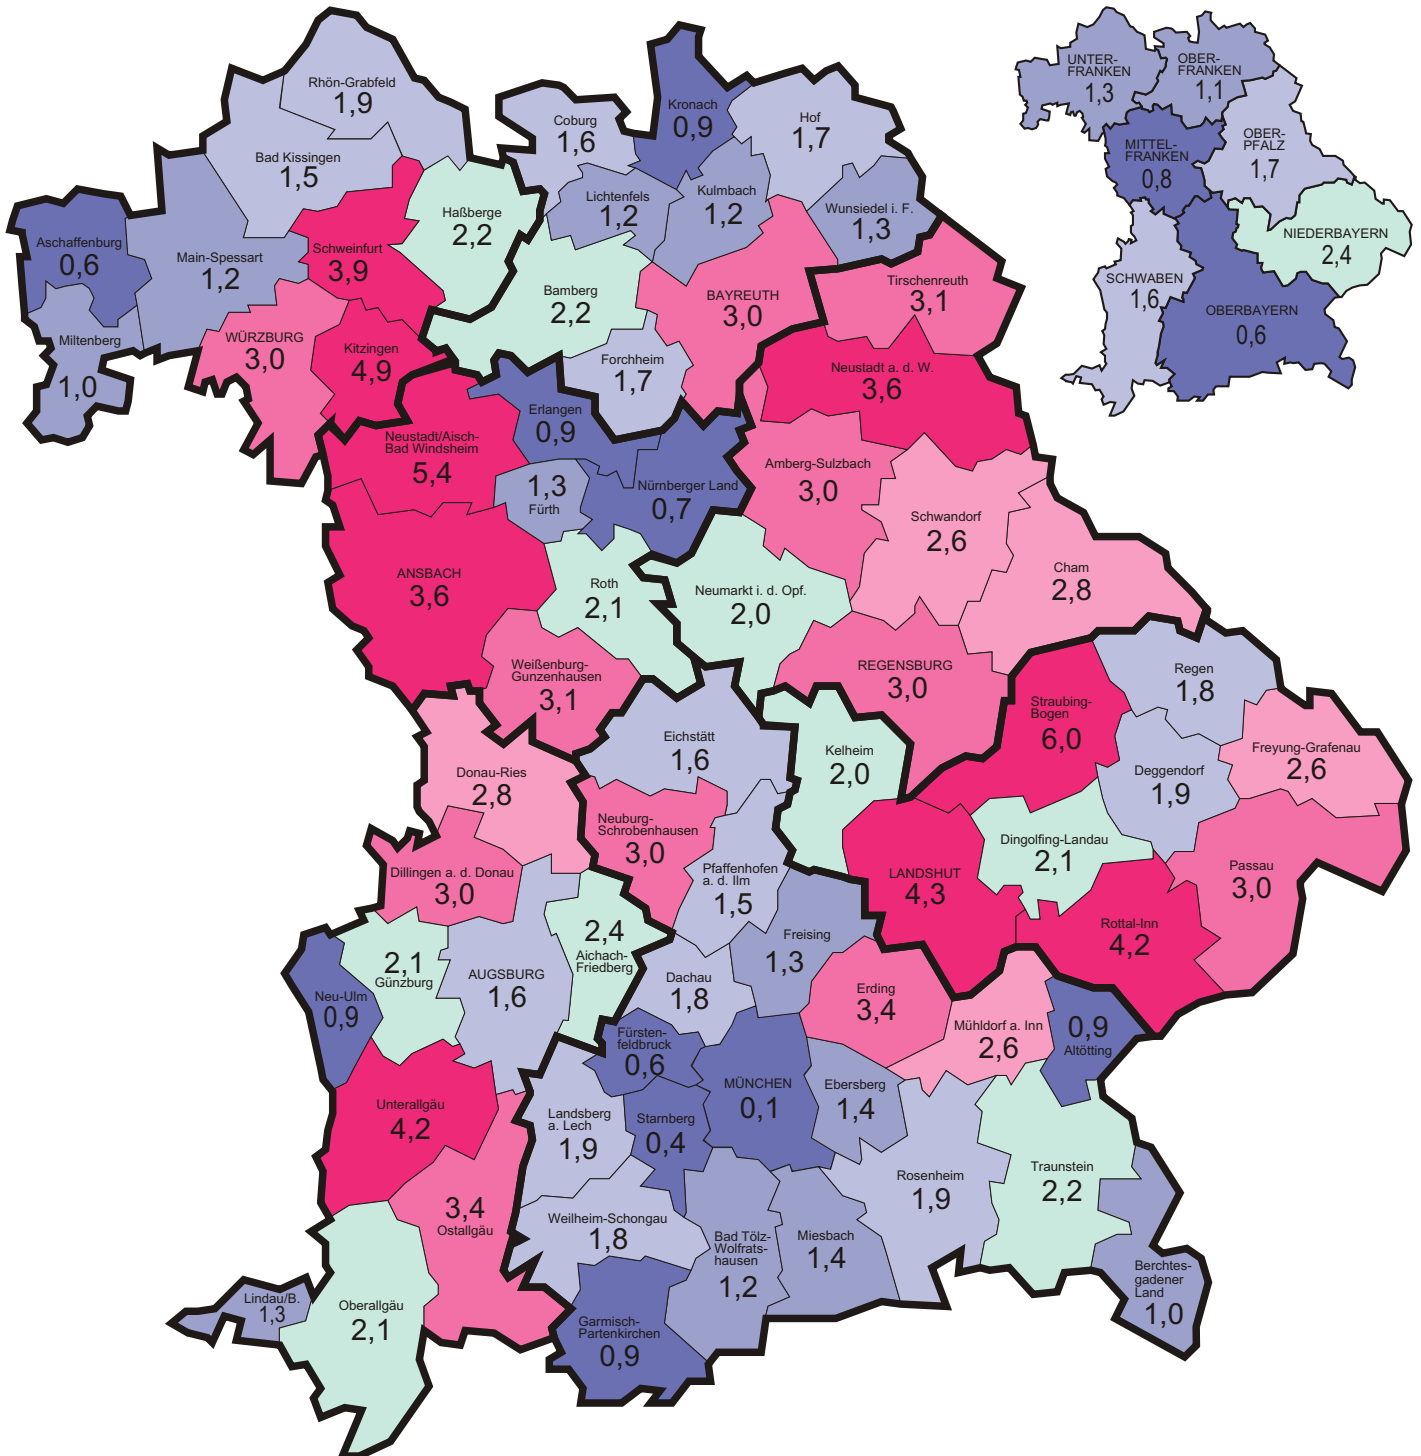 Rhön-Grabfeld
1,9
Bad Kissingen
1,5
Aschaffenburg
0,6
Main-Spessart
1,2
Miltenberg
1,0
Schweinfurt
3,9
Haßberge
2,2
WÜRZBURG
3,0
Kitzingen
4,9
Coburg
1,6
Kronach
0,9
Hof
1,7
Lichtenfels
1,2
Kulmbach
1,2
Wunsiedel i. F.
1,3
Bamberg
2,2
BAYREUTH
3,0
Forchheim
1,7
Tirschenreuth
3,1
Neustadt a. d. W.
3,6
Amberg-Sulzbach
3,0
Schwandorf
2,6
Cham
2,8
Neumarkt i. d. Opf.
2,0
REGENSBURG
3,0
Neustadt/Aisch-
Bad Windsheim
5,4
Erlangen
0,9
1,3
Fürth
Nürnberger Land
0,7
ANSBACH
3,6
Roth
2,1
Weißenburg-
Gunzenhausen
3,1
Regen
1,8
Straubing-
Bogen
6,0
Freyung-Grafenau
2,6
Deggendorf
1,9
Kelheim
2,0
Dingolfing-Landau
2,1
Passau
3,0
LANDSHUT
4,3
Rottal-Inn
4,2
Donau-Ries
2,8
Dillingen a. d. Donau
3,0
2,1
Günzburg
AUGSBURG
1,6
2,4
Aichach-
Friedberg
Neu-Ulm
0,9
Unterallgäu
4,2
3,4
Ostallgäu
Lindau/B.
1,3
Oberallgäu
2,1
Eichstätt
1,6
Neuburg-
Schrobenhausen
3,0
Pfaffenhofen
a. d. Ilm
1,5
Freising
1,3
Dachau
1,8
Erding
3,4
Mühldorf a. Inn
2,6
0,9
Altötting
Fürsten-
feldbruck
0,6
MÜNCHEN
0,1
Ebersberg
1,4
Landsberg
a. Lech
1,9
Starnberg
0,4
Rosenheim
1,9
Traunstein
2,2
Weilheim-Schongau
1,8
Bad Tölz-
Wolfrats-
hausen
1,2
Miesbach
1,4
Berchtes-
gadener
Land
1,0
Garmisch-
Partenkirchen
0,9
UNTER-
FRANKEN
1,3
OBER-
FRANKEN
1,1
MITTEL-
FRANKEN
0,8
OBER-
PFALZ
1,7
NIEDERBAYERN
2,4
SCHWABEN
1,6
OBERBAYERN
0,6